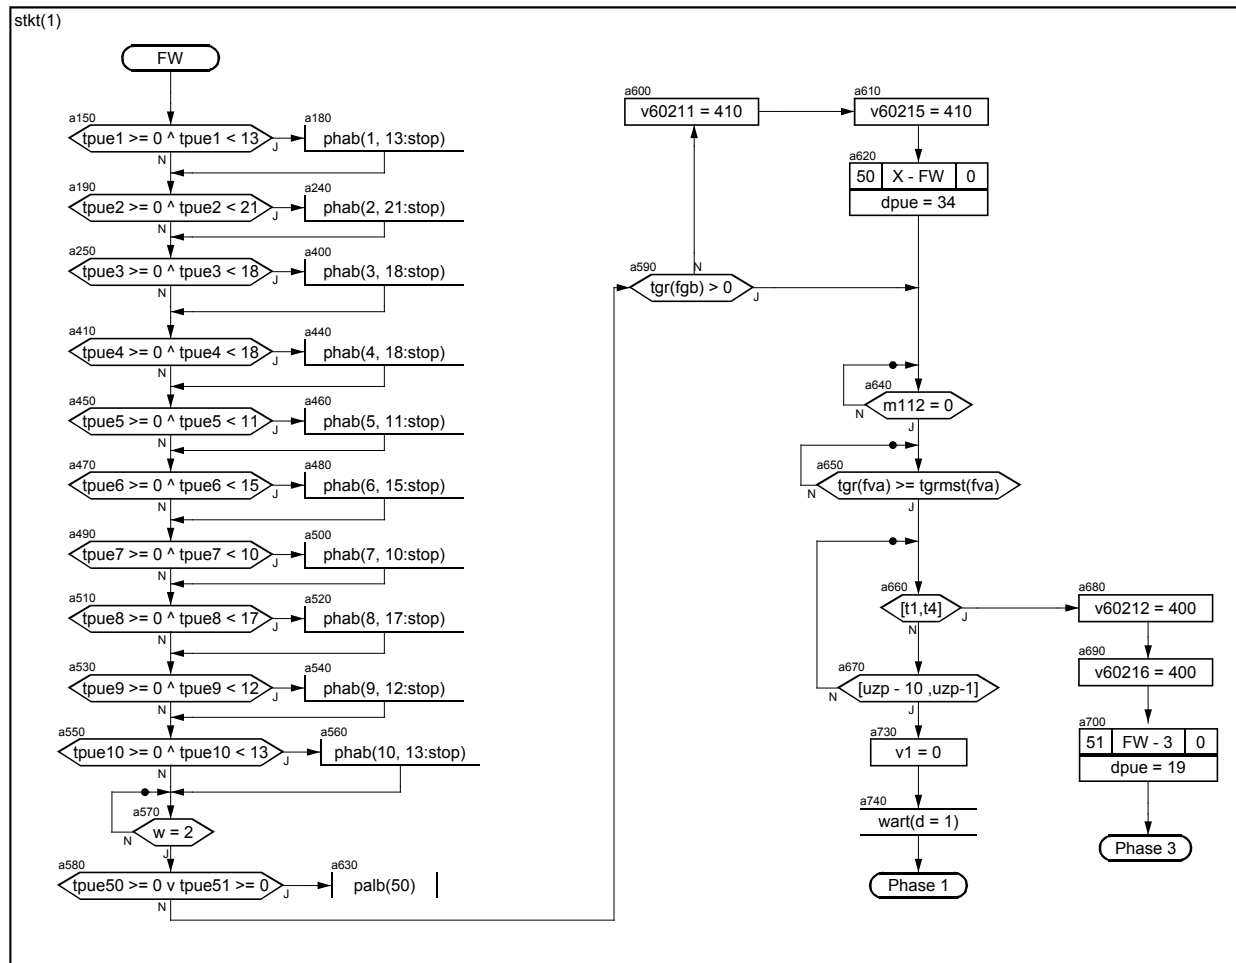 stkt(1)
FW
a150
tpue1 >= 0 ^ tpue1 < 13
J
N
a180
phab(1, 13:stop)
a190
tpue2 >= 0 ^ tpue2 < 21
J
N
a240
phab(2, 21:stop)
a250
tpue3 >= 0 ^ tpue3 < 18
J
N
a400
phab(3, 18:stop)
a410
tpue4 >= 0 ^ tpue4 < 18
J
N
a440
phab(4, 18:stop)
a450
tpue5 >= 0 ^ tpue5 < 11
J
N
a460
phab(5, 11:stop)
a470
tpue6 >= 0 ^ tpue6 < 15
J
N
a480
phab(6, 15:stop)
a490
tpue7 >= 0 ^ tpue7 < 10
J
N
a500
phab(7, 10:stop)
a510
tpue8 >= 0 ^ tpue8 < 17
J
N
a520
phab(8, 17:stop)
a530
tpue9 >= 0 ^ tpue9 < 12
J
N
a540
phab(9, 12:stop)
a550
tpue10 >= 0 ^ tpue10 < 13
J
N
a560
phab(10, 13:stop)
a570
w = 2
N
J
a580
tpue50 >= 0 v tpue51 >= 0
J
N
a630
palb(50)
a590
tgr(fgb) > 0
N
J
a600
v60211 = 410
a610
v60215 = 410
a620
50 X - FW 0
dpue = 34
a640
m112 = 0
N
J
a650
tgr(fva) >= tgrmst(fva)
N
J
a660
[t1,t4]
J
N
a670
[uzp - 10 ,uzp-1]
N
J
a730
v1 = 0
a740
wart(d = 1)
Phase 1
a680
v60212 = 400
a690
v60216 = 400
a700
51 FW - 3 0
dpue = 19
Phase 3